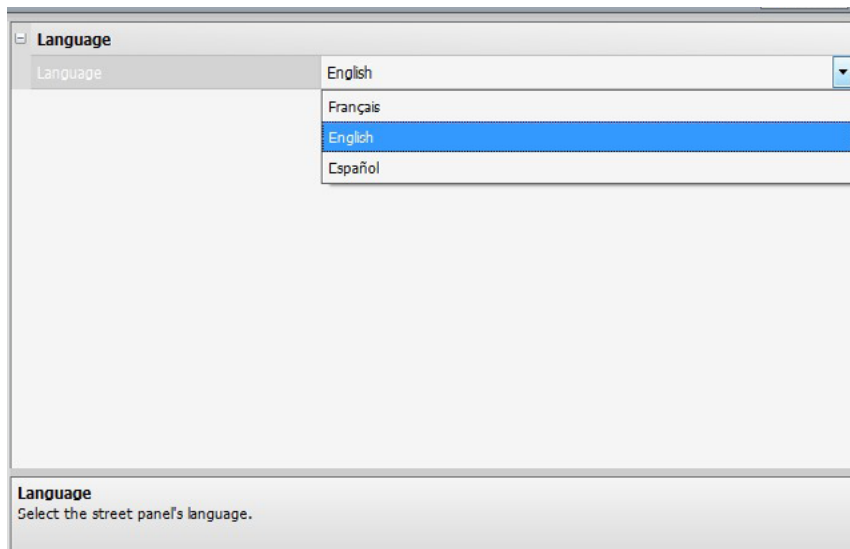 Language
Language English
Français
English
Español
Language
Select the street panel's language.